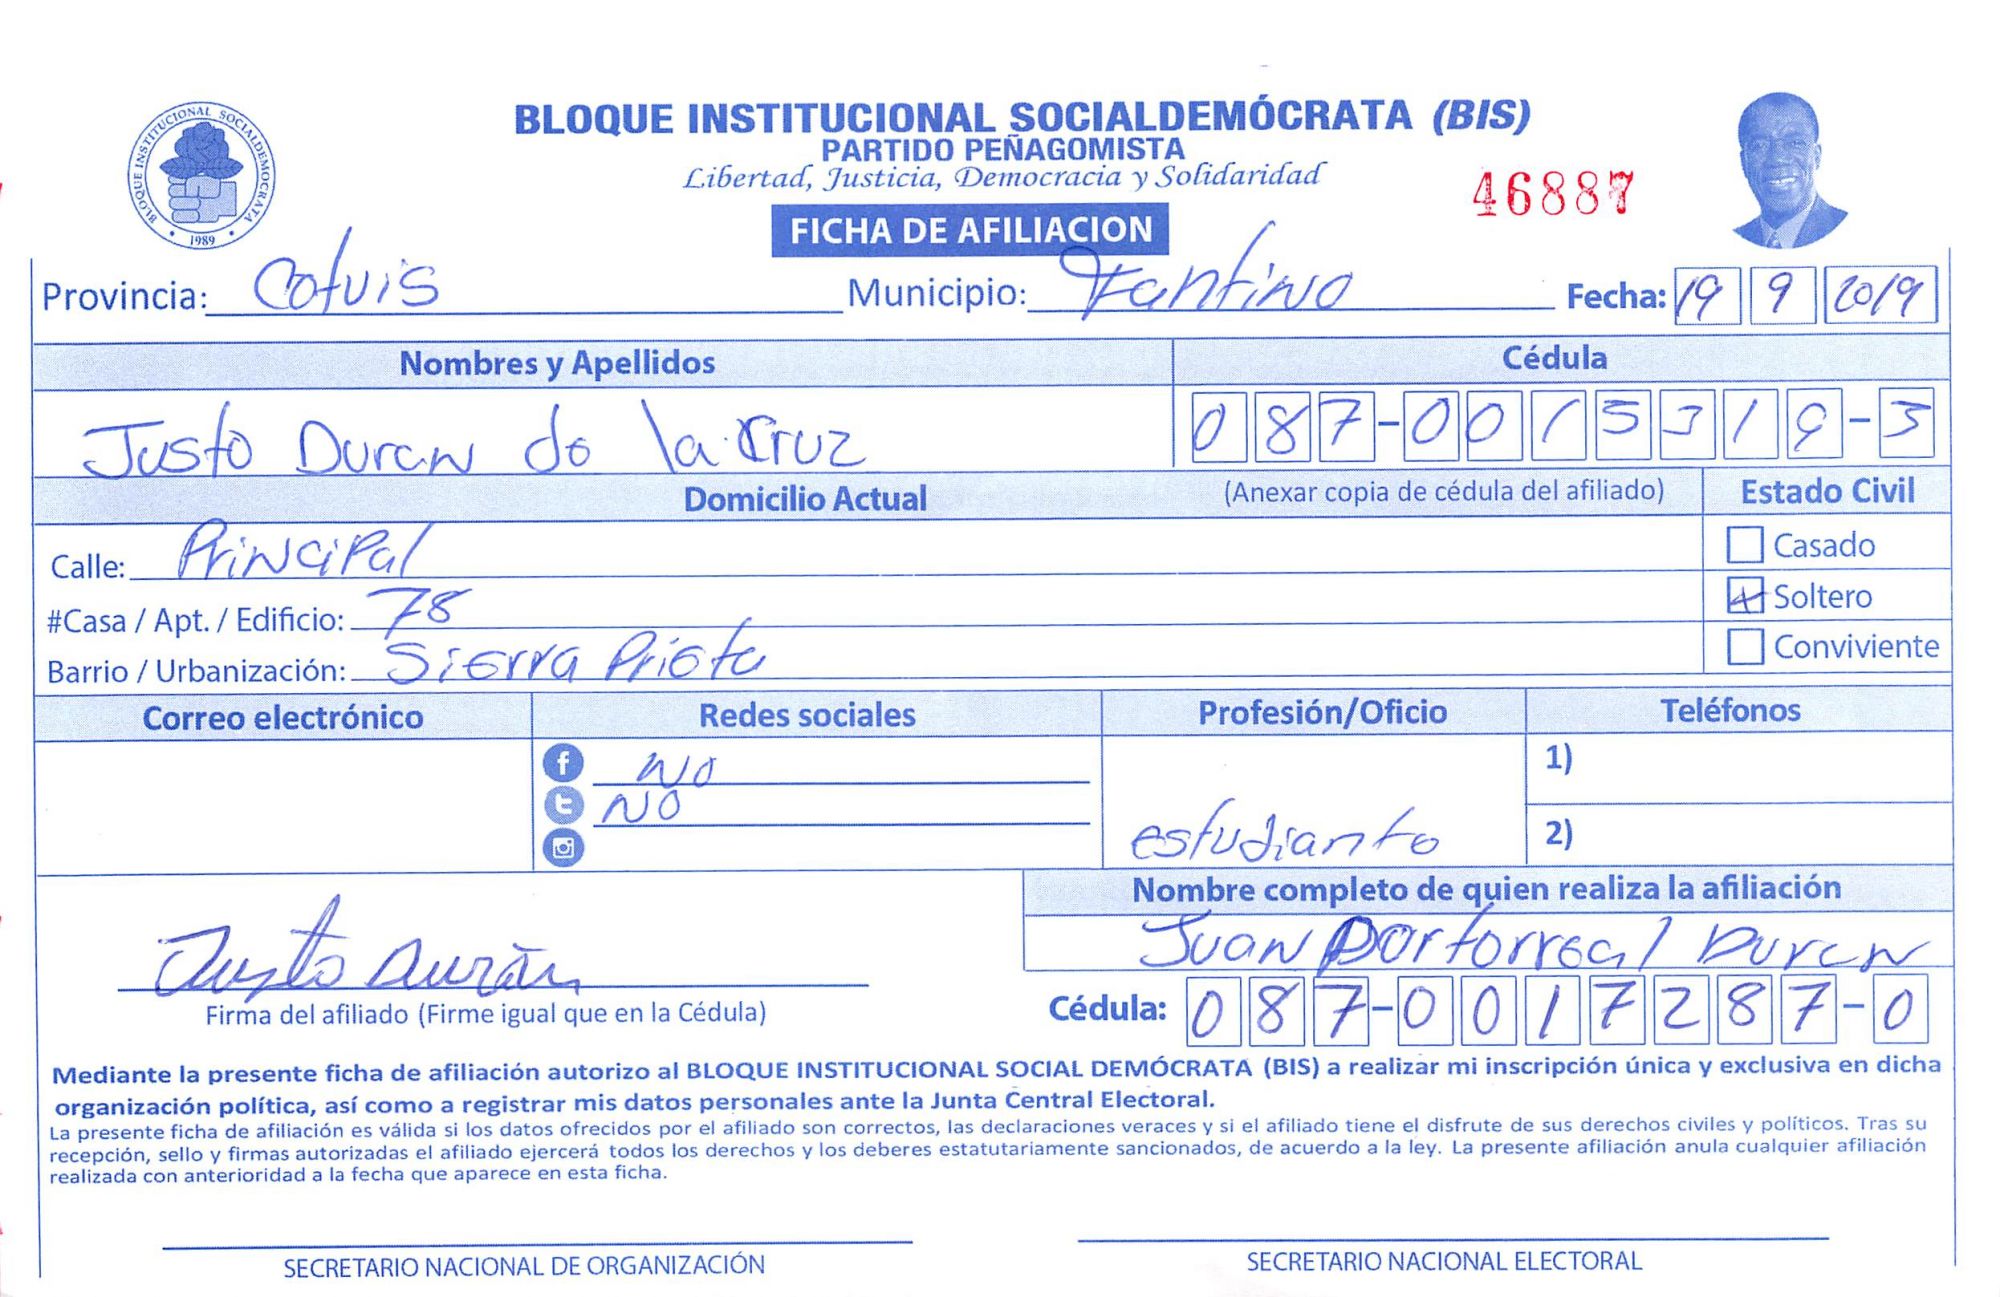 BLOQUE INSTITUCIONAL SOCIALDEMOCRATA
1989
BLOQUE INSTITUCIONAL SOCIALDEMÓCRATA (BIS)
PARTIDO PEÑAGOMISTA
Libertad, Justicia, Democracia y Solidaridad
46887
FICHA DE AFILIACION
Provincia: Cotuis Municipio: Fantino Fecha: 19 9 2019
Nombres y Apellidos Cédula
Justo Duran de la Cruz 087-0015319-3
Domicilio Actual (Anexar copia de cédula del afiliado) Estado Civil
Calle: Principal Casado
#Casa / Apt. / Edificio: 78 Soltero
Barrio / Urbanización: Sierra Prieta Conviviente
Correo electrónico Redes sociales Profesión/Oficio Teléfonos
NO 1)
NO estudiante 2)
Nombre completo de quien realiza la afiliación
Justo Durán Juan Portorreal Duran
Firma del afiliado (Firme igual que en la Cédula) Cédula: 087-0017287-0
Mediante la presente ficha de afiliación autorizo al BLOQUE INSTITUCIONAL SOCIAL DEMÓCRATA (BIS) a realizar mi inscripción única y exclusiva en dicha
organización política, así como a registrar mis datos personales ante la Junta Central Electoral.
La presente ficha de afiliación es válida si los datos ofrecidos por el afiliado son correctos, las declaraciones veraces y si el afiliado tiene el disfrute de sus derechos civiles y políticos. Tras su
recepción, sello y firmas autorizadas el afiliado ejercerá todos los derechos y los deberes estatutariamente sancionados, de acuerdo a la ley. La presente afiliación anula cualquier afiliación
realizada con anterioridad a la fecha que aparece en esta ficha.
SECRETARIO NACIONAL DE ORGANIZACIÓN SECRETARIO NACIONAL ELECTORAL